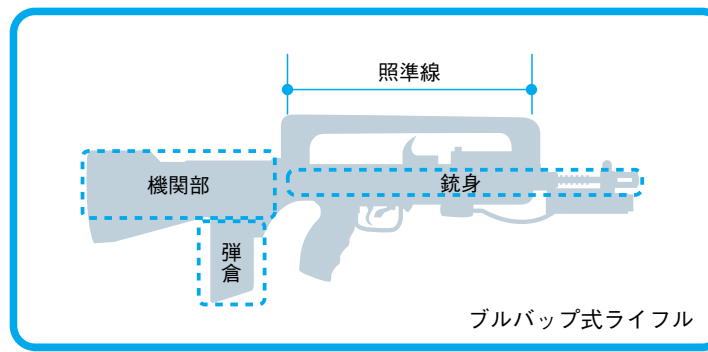 照準線
機関部
銃身
弾倉
ブルバップ式ライフル